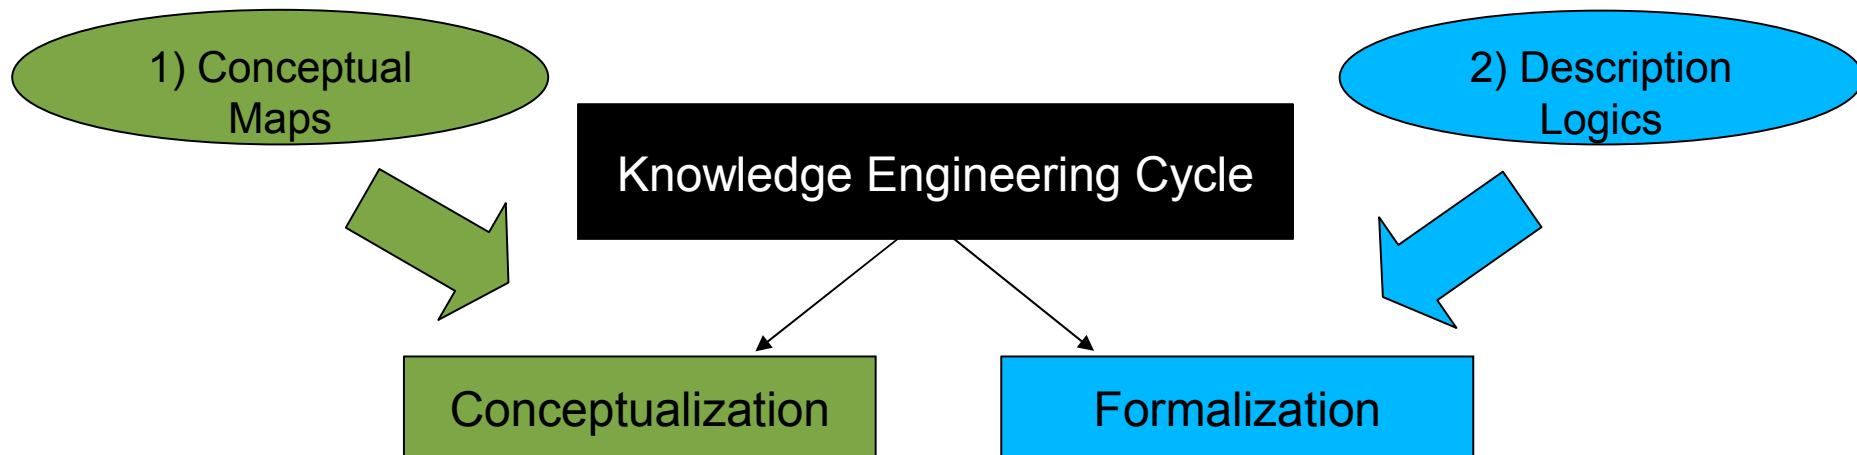 1) Conceptual
Maps
Knowledge Engineering Cycle
2) Description
Logics
Conceptualization
Formalization